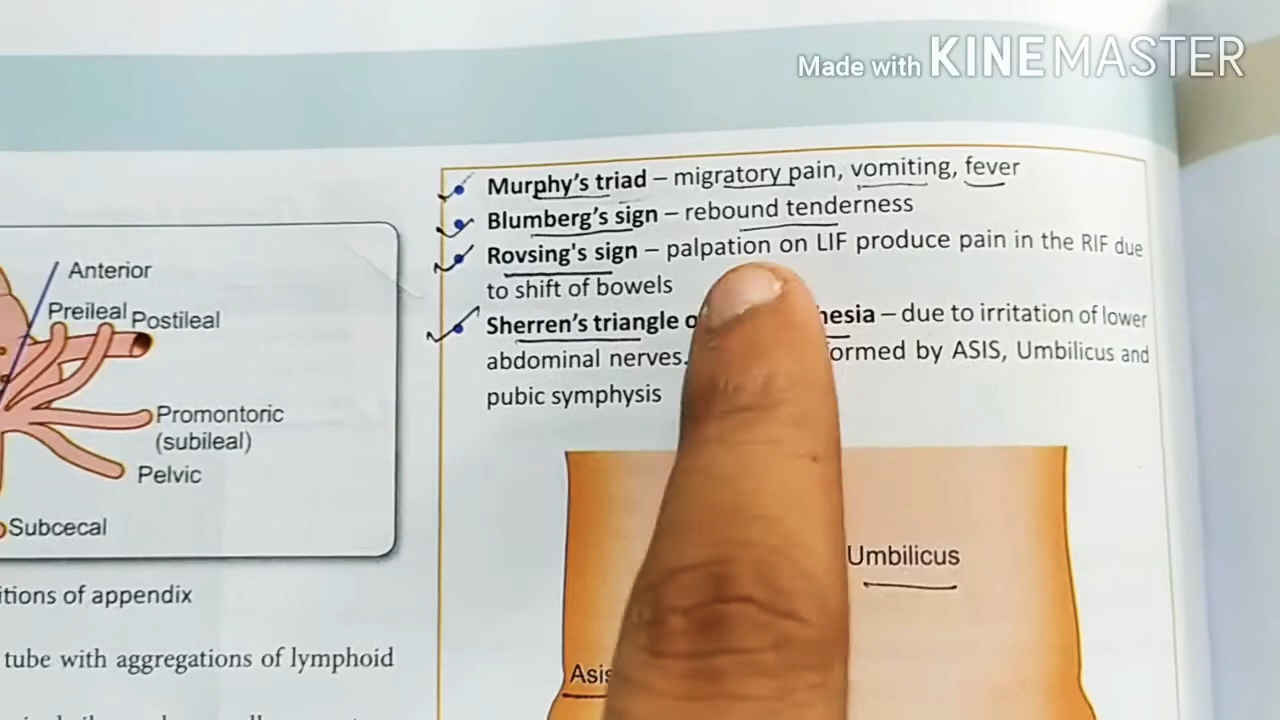 Made with KINEMASTER
Murphy's triad – migratory pain, vomiting, fever
Blumberg's sign – rebound tenderness
Rovsing's sign – palpation on LIF produce pain in the RIF due
to shift of bowels
Sherren's triangle – due to irritation of lower
abdominal nerves. by ASIS, Umbilicus and
pubic symphysis
Anterior
Preileal
Postileal
Promontoric
(subileal)
Pelvic
Subcecal
of appendix
tube with aggregations of lymphoid
Umbilicus
Asis